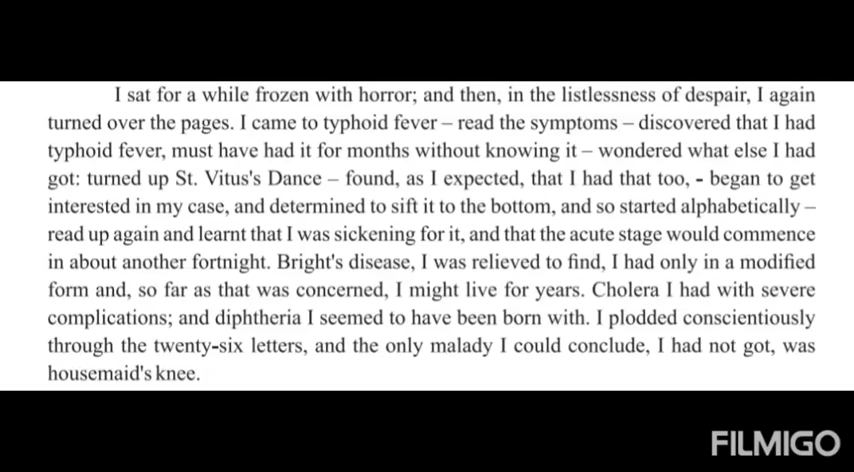 I sat for a while frozen with horror; and then, in the listlessness of despair, I again
turned over the pages. I came to typhoid fever – read the symptoms – discovered that I had
typhoid fever, must have had it for months without knowing it – wondered what else I had
got: turned up St. Vitus's Dance – found, as I expected, that I had that too, - began to get
interested in my case, and determined to sift it to the bottom, and so started alphabetically –
read up again and learnt that I was sickening for it, and that the acute stage would commence
in about another fortnight. Bright's disease, I was relieved to find, I had only in a modified
form and, so far as that was concerned, I might live for years. Cholera I had with severe
complications; and diphtheria I seemed to have been born with. I plodded conscientiously
through the twenty-six letters, and the only malady I could conclude, I had not got, was
housemaid's knee.
FILMIGO